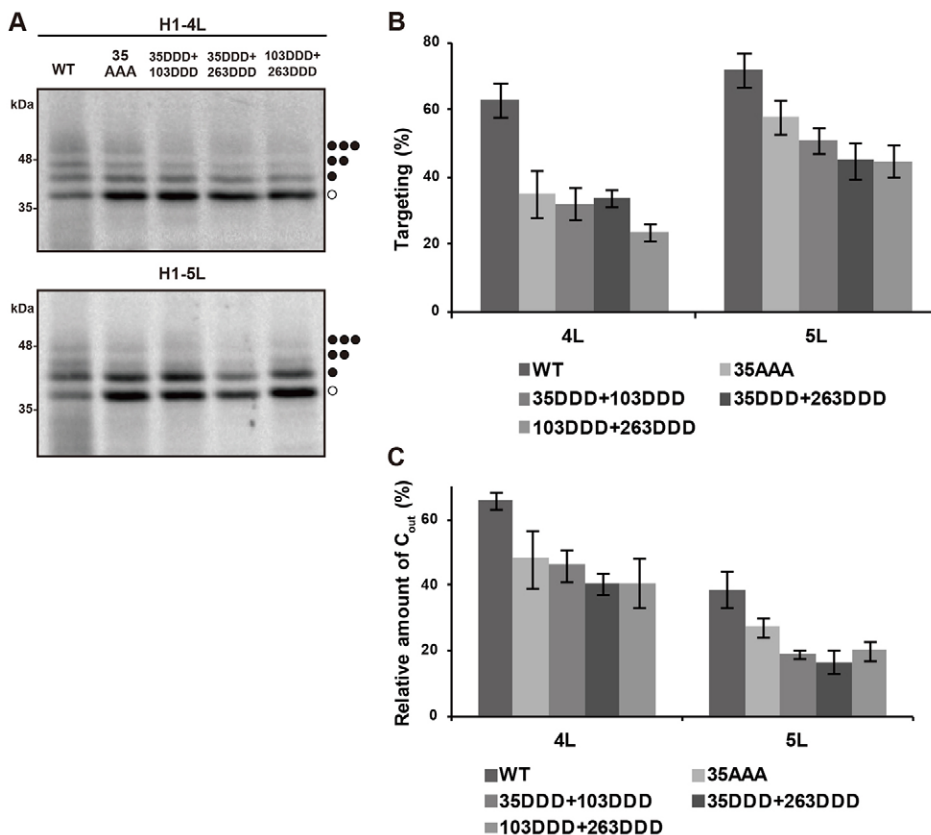 A
H1-4L
WT
35 AAA
35DDD+ 103DDD
35DDD+ 263DDD
103DDD+ 263DDD
kDa
48
35
H1-5L
kDa
48
35
B
Targeting (%)
80
60
40
20
0
4L
5L
WT
35AAA
35DDD+103DDD
35DDD+263DDD
103DDD+263DDD
C
Relative amount of Cout (%)
60
40
20
0
4L
5L
WT
35AAA
35DDD+103DDD
35DDD+263DDD
103DDD+263DDD